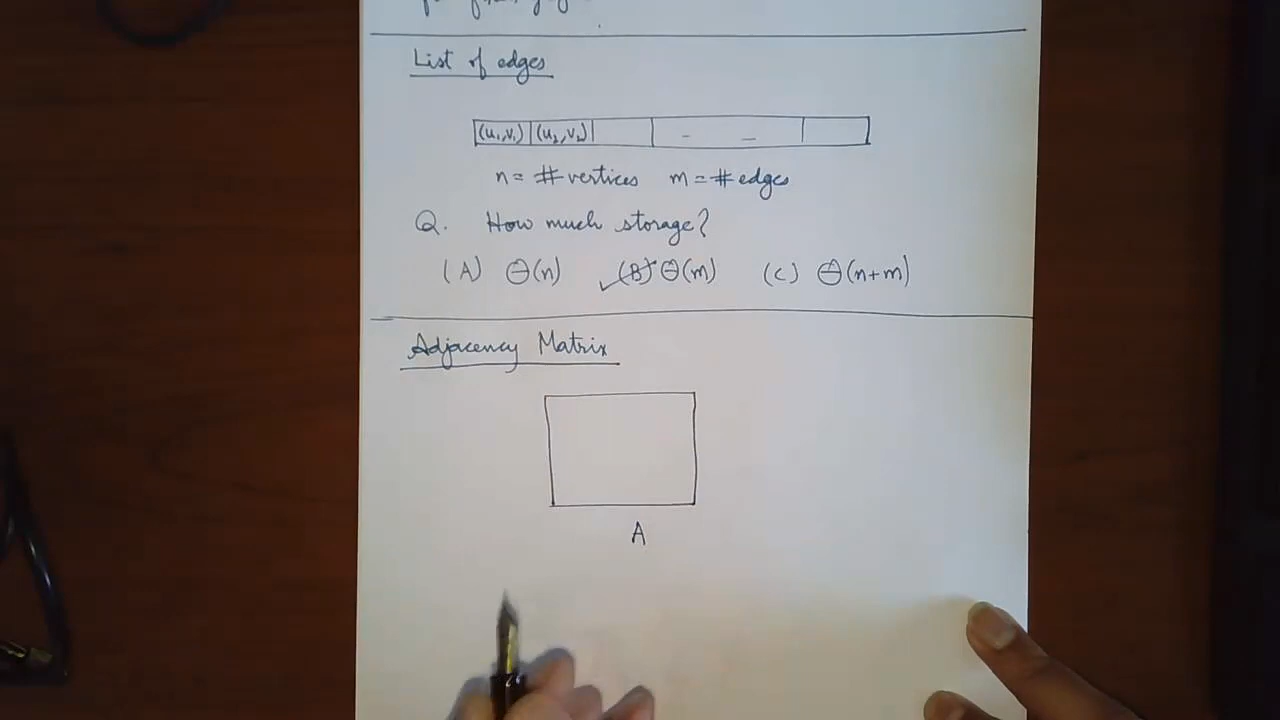 List of edges
(u₁,v₁) (u₂,v₂) - -
n = # vertices m = # edges
Q. How much storage?
(A) Θ(n) ✓(B) Θ(m) (C) Θ(n+m)
Adjacency Matrix
A